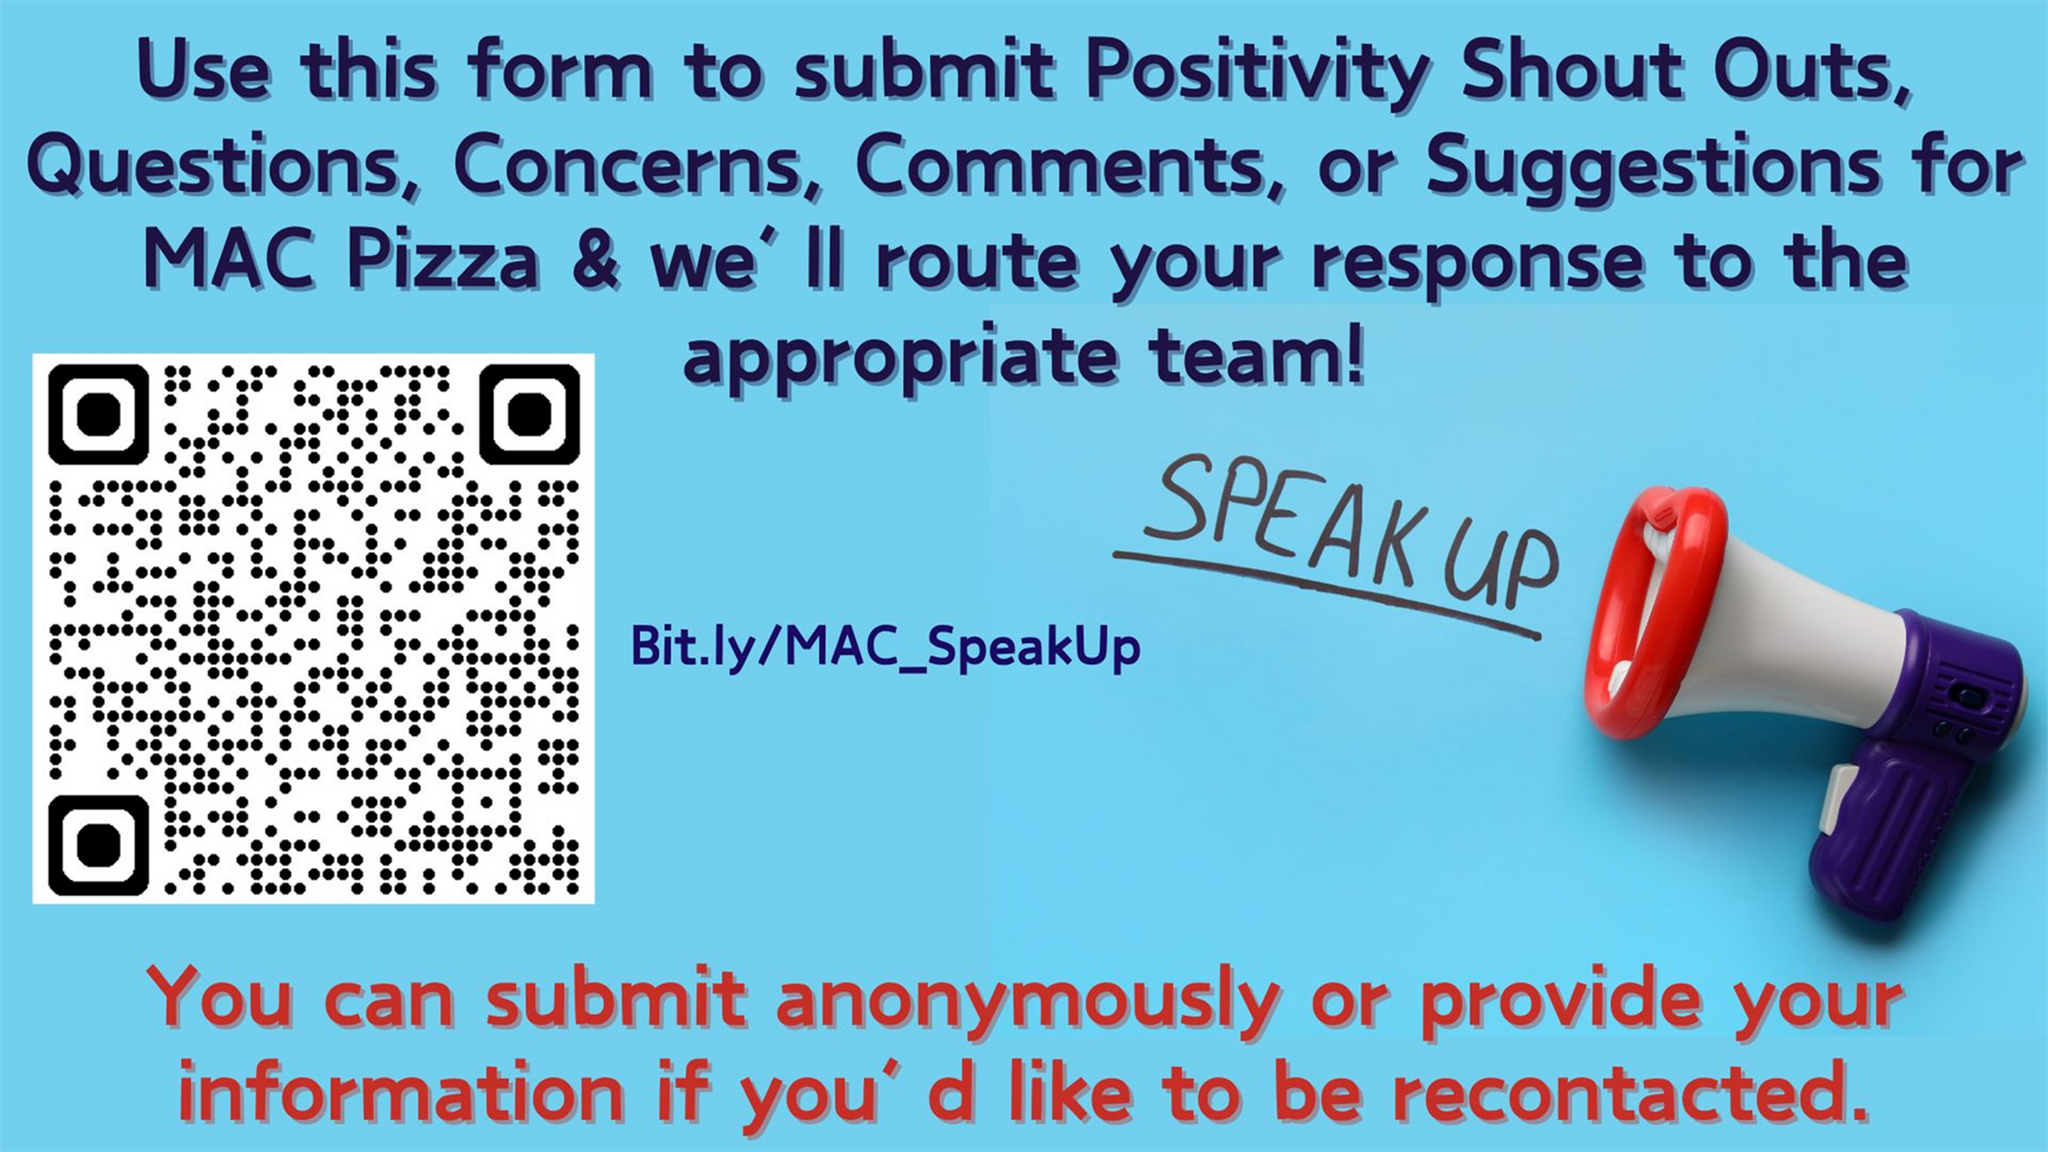 Use this form to submit Positivity Shout Outs,
Questions, Concerns, Comments, or Suggestions for
MAC Pizza & we'll route your response to the
appropriate team!
SPEAK UP
Bit.ly/MAC_SpeakUp
You can submit anonymously or provide your
information if you'd like to be recontacted.